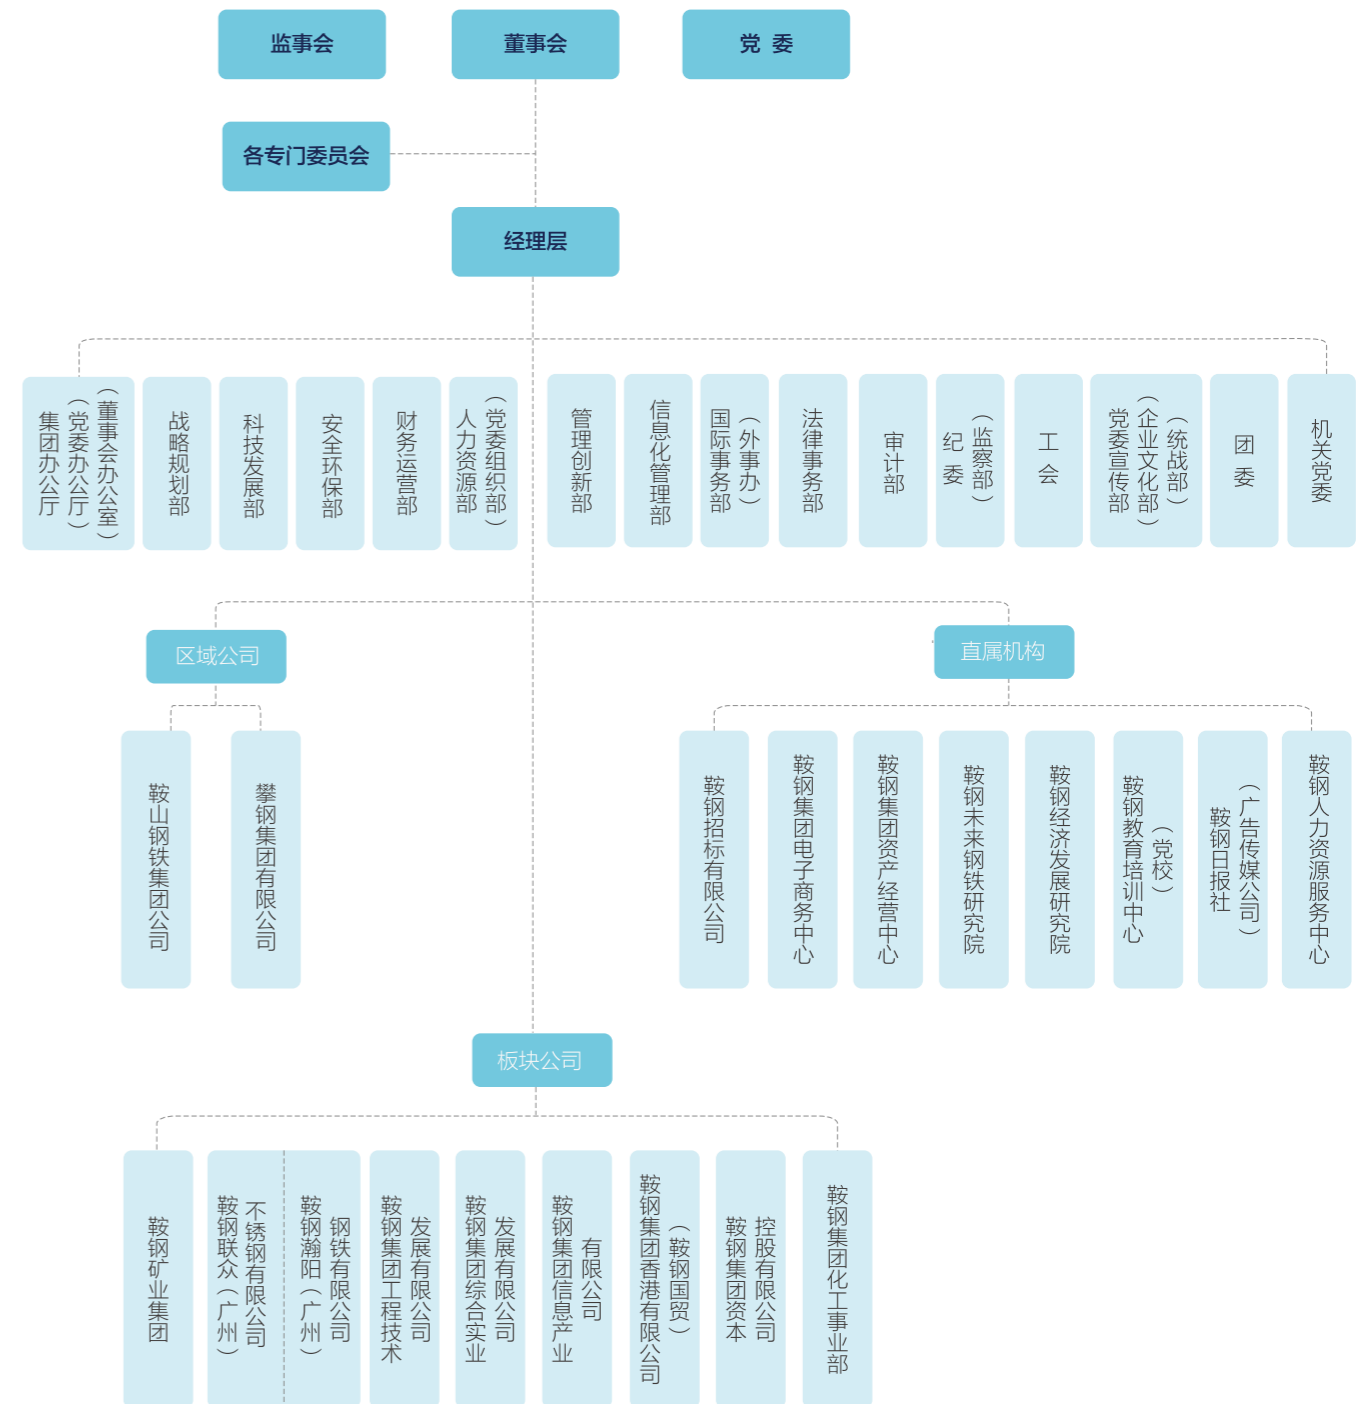 监事会
董事会
党 委
各专门委员会
经理层
集团办公厅
（党委办公厅）
（董事会办公室）
战略规划部
科技发展部
安全环保部
财务运营部
人力资源部
（党委组织部）
管理创新部
信息化管理部
国际事务部
（外事办）
法律事务部
审计部
纪 委
（监察部）
工 会
党委宣传部
（企业文化部）
（统战部）
团 委
机关党委
区域公司
直属机构
鞍山钢铁集团公司
攀钢集团有限公司
鞍钢招标有限公司
鞍钢集团电子商务中心
鞍钢集团资产经营中心
鞍钢未来钢铁研究院
鞍钢经济发展研究院
鞍钢教育培训中心
（党校）
鞍钢日报社
（广告传媒公司）
鞍钢人力资源服务中心
板块公司
鞍钢矿业集团
鞍钢联众（广州）
不锈钢有限公司
鞍钢瀚阳（广州）
钢铁有限公司
鞍钢集团工程技术
发展有限公司
鞍钢集团综合实业
发展有限公司
鞍钢集团信息产业
有限公司
鞍钢集团香港有限公司
（鞍钢国贸）
鞍钢集团资本
控股有限公司
鞍钢集团化工事业部